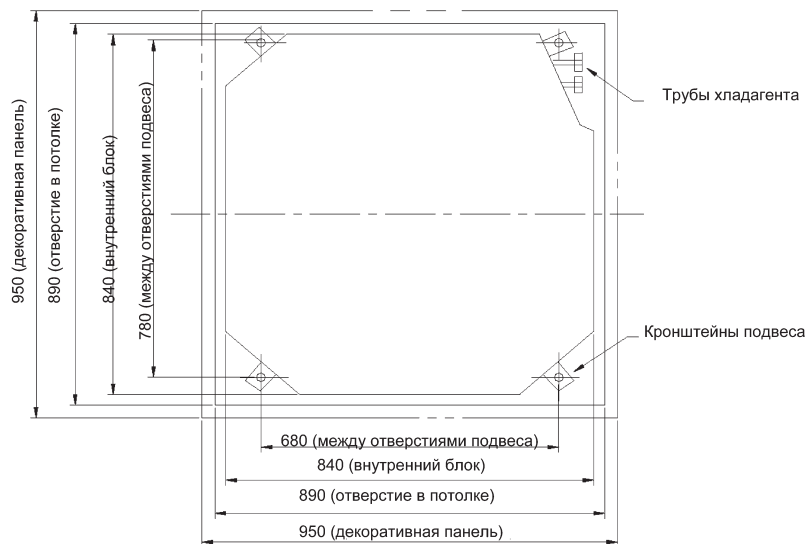 950 (декоративная панель)
890 (отверстие в потолке)
840 (внутренний блок)
780 (между отверстиями подвеса)
Трубы хладагента
Кронштейны подвеса
680 (между отверстиями подвеса)
840 (внутренний блок)
890 (отверстие в потолке)
950 (декоративная панель)